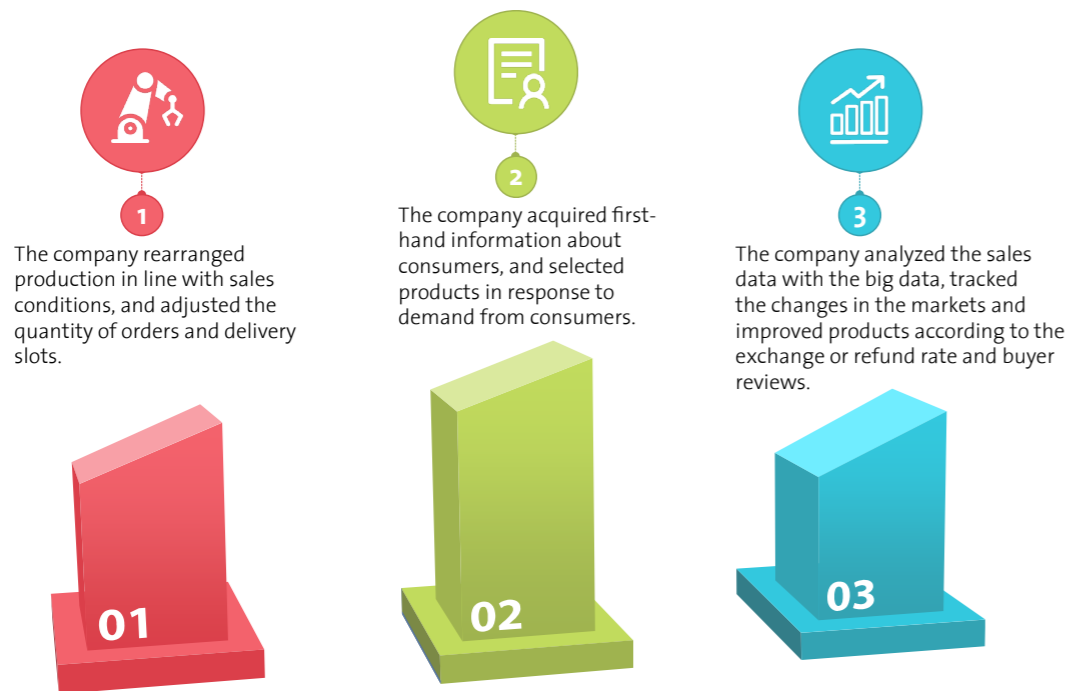 1
The company rearranged
production in line with sales
conditions, and adjusted the
quantity of orders and delivery
slots.
2
The company acquired first-
hand information about
consumers, and selected
products in response to
demand from consumers.
3
The company analyzed the sales
data with the big data, tracked
the changes in the markets and
improved products according to the
exchange or refund rate and buyer
reviews.
01
02
03